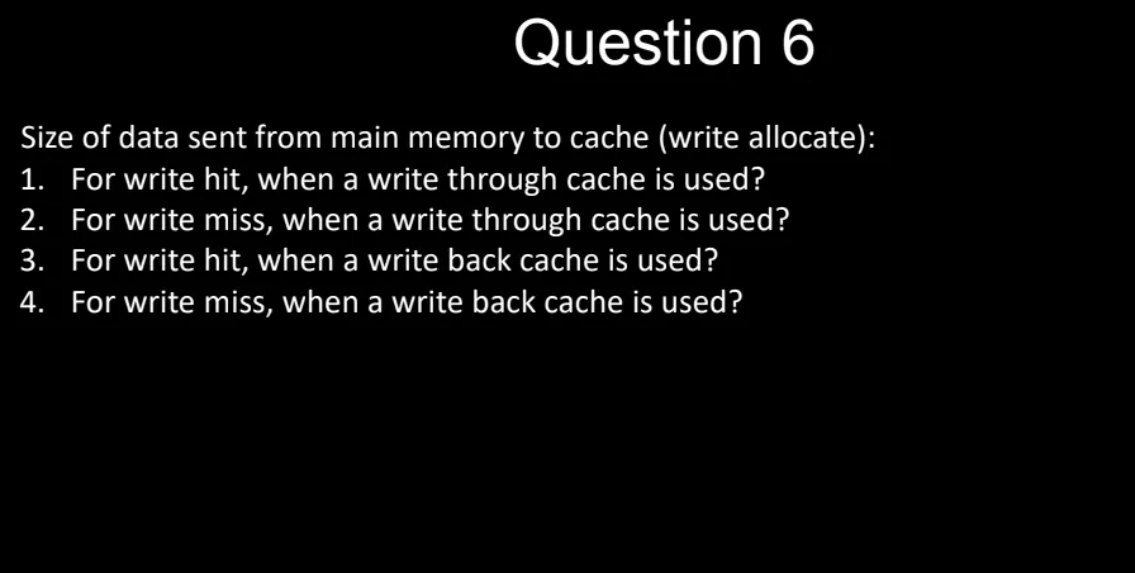 Question 6
Size of data sent from main memory to cache (write allocate):
1. For write hit, when a write through cache is used?
2. For write miss, when a write through cache is used?
3. For write hit, when a write back cache is used?
4. For write miss, when a write back cache is used?